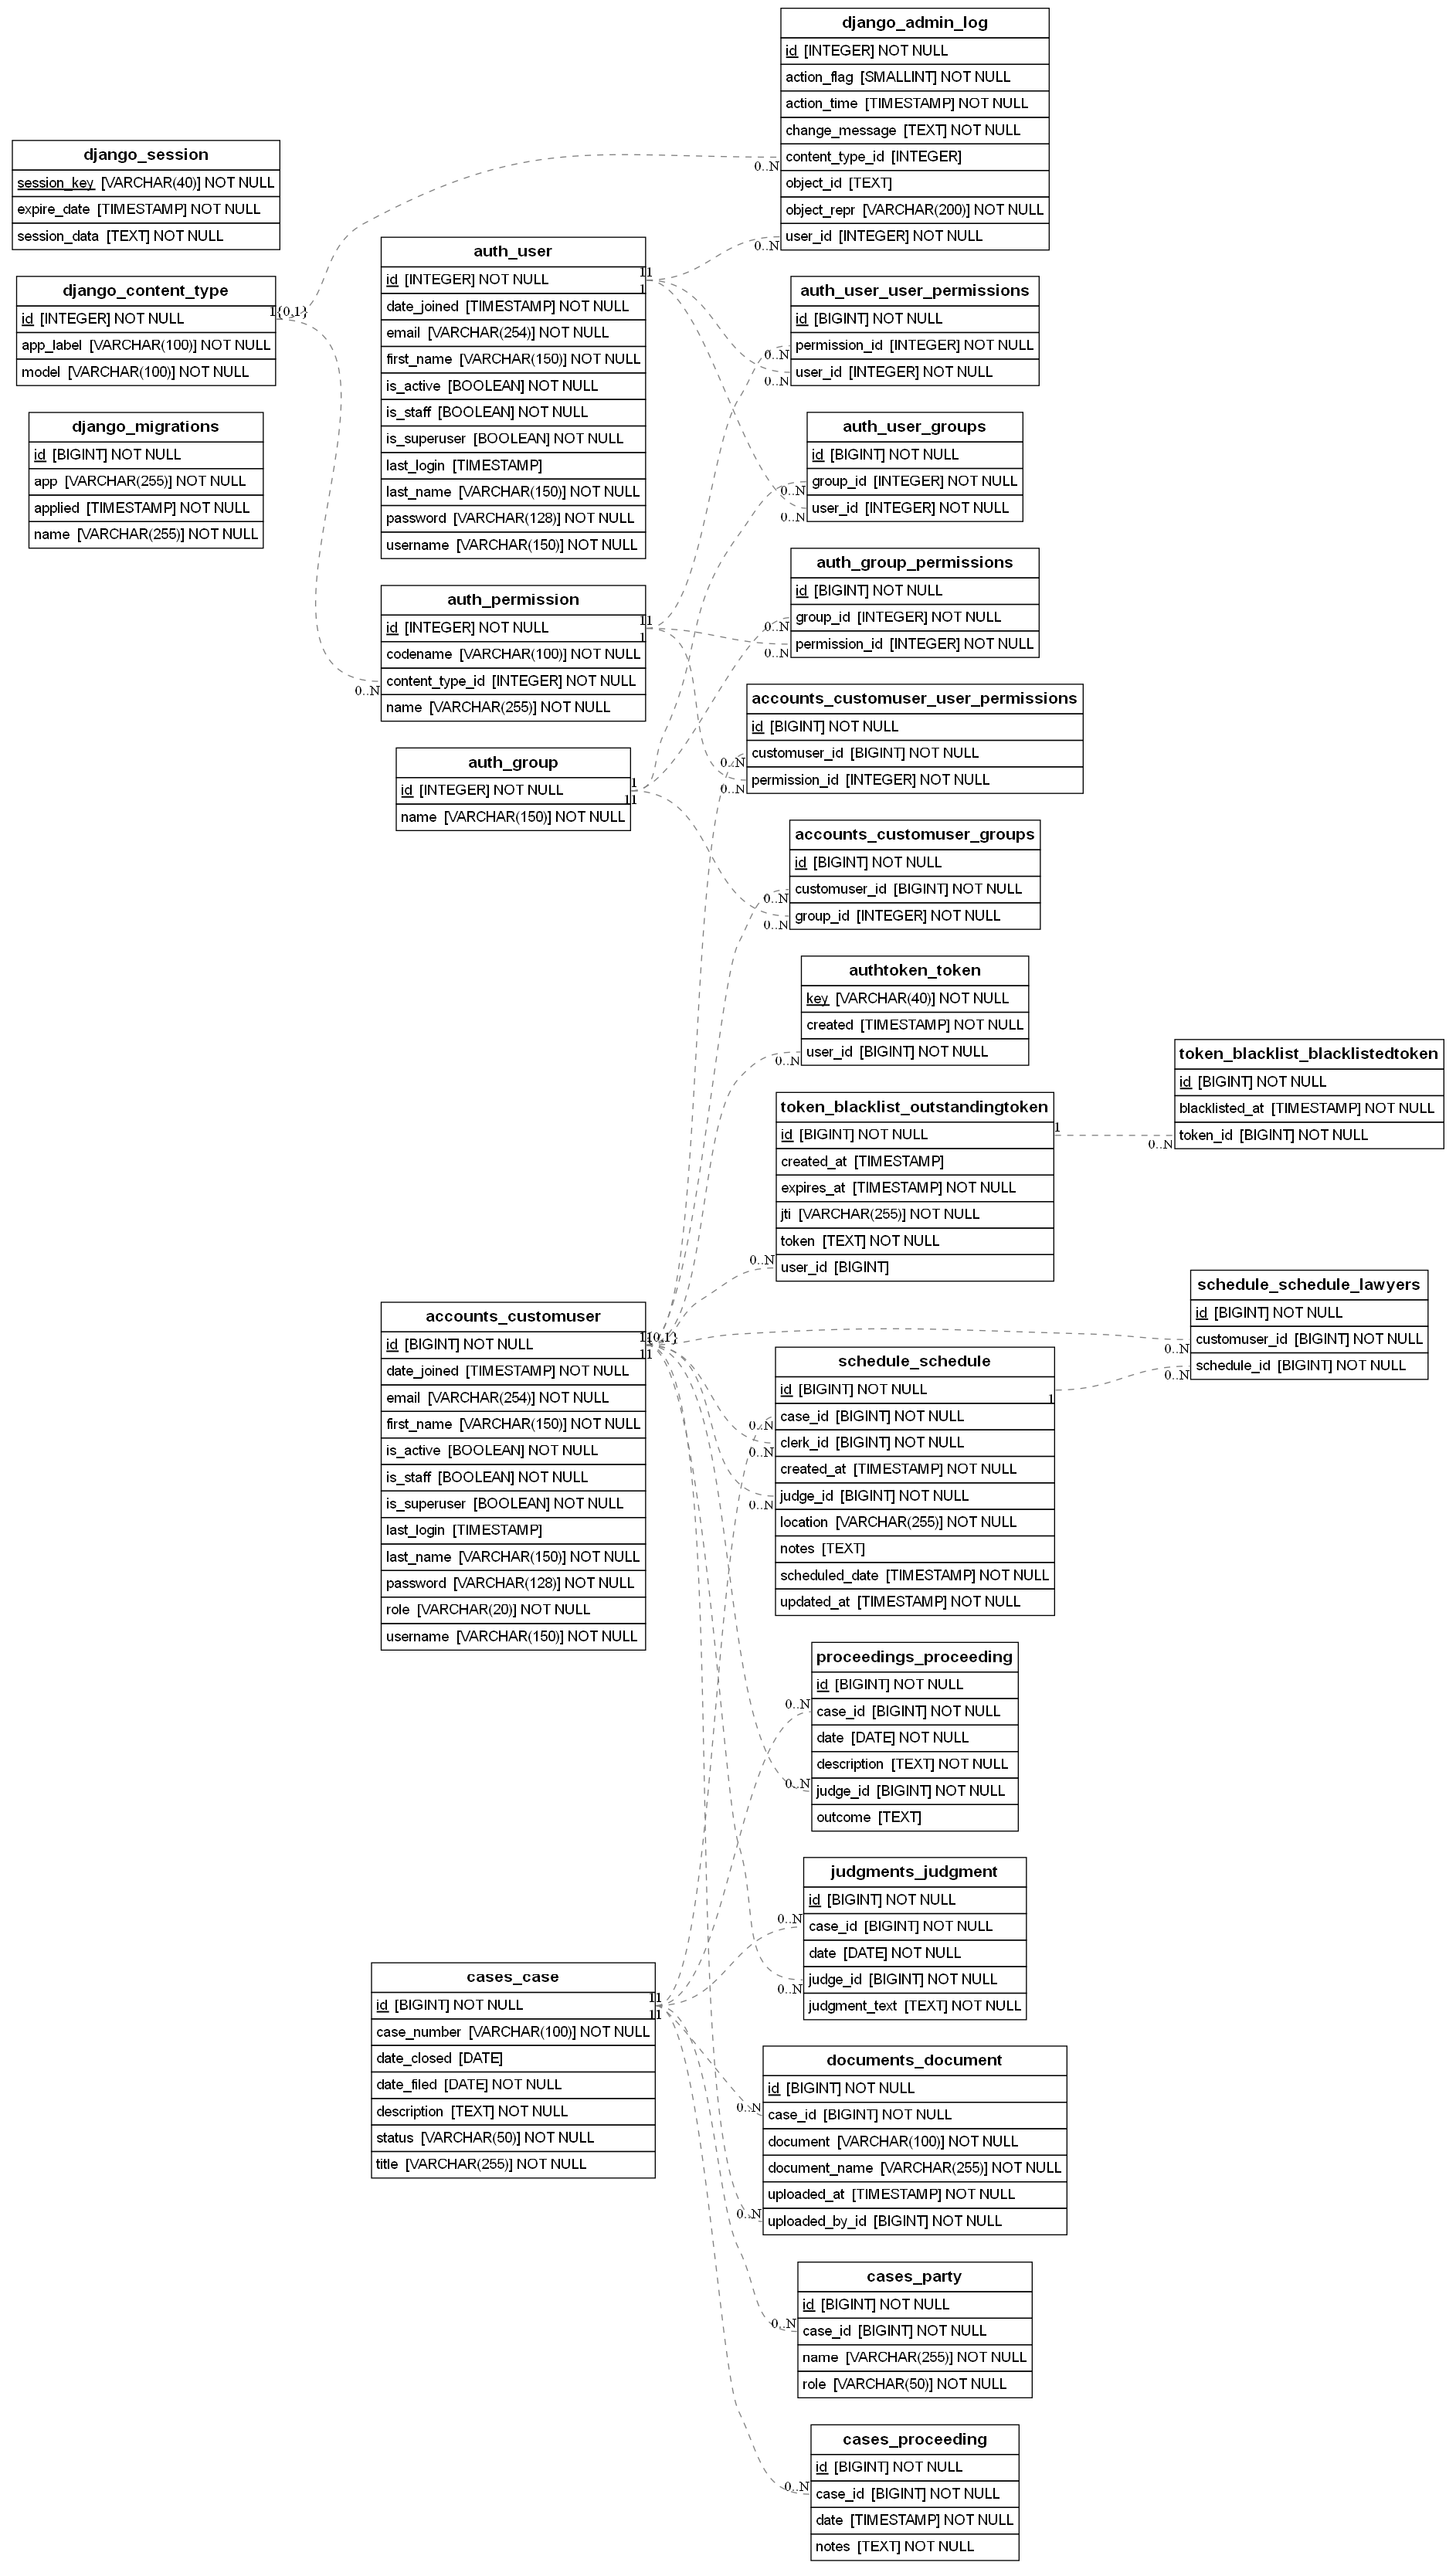 django_session
session_key [VARCHAR(40)] NOT NULL
expire_date [TIMESTAMP] NOT NULL
session_data [TEXT] NOT NULL
django_content_type
id [INTEGER] NOT NULL
app_label [VARCHAR(100)] NOT NULL
model [VARCHAR(100)] NOT NULL
1{0,1}
django_migrations
id [BIGINT] NOT NULL
app [VARCHAR(255)] NOT NULL
applied [TIMESTAMP] NOT NULL
name [VARCHAR(255)] NOT NULL
auth_user
id [INTEGER] NOT NULL
date_joined [TIMESTAMP] NOT NULL
email [VARCHAR(254)] NOT NULL
first_name [VARCHAR(150)] NOT NULL
is_active [BOOLEAN] NOT NULL
is_staff [BOOLEAN] NOT NULL
is_superuser [BOOLEAN] NOT NULL
last_login [TIMESTAMP]
last_name [VARCHAR(150)] NOT NULL
password [VARCHAR(128)] NOT NULL
username [VARCHAR(150)] NOT NULL
11
1
auth_permission
id [INTEGER] NOT NULL
codename [VARCHAR(100)] NOT NULL
content_type_id [INTEGER] NOT NULL
name [VARCHAR(255)] NOT NULL
11
1
0..N
auth_group
id [INTEGER] NOT NULL
name [VARCHAR(150)] NOT NULL
1
11
accounts_customuser
id [BIGINT] NOT NULL
date_joined [TIMESTAMP] NOT NULL
email [VARCHAR(254)] NOT NULL
first_name [VARCHAR(150)] NOT NULL
is_active [BOOLEAN] NOT NULL
is_staff [BOOLEAN] NOT NULL
is_superuser [BOOLEAN] NOT NULL
last_login [TIMESTAMP]
last_name [VARCHAR(150)] NOT NULL
password [VARCHAR(128)] NOT NULL
role [VARCHAR(20)] NOT NULL
username [VARCHAR(150)] NOT NULL
1{0,1}
11
cases_case
id [BIGINT] NOT NULL
case_number [VARCHAR(100)] NOT NULL
date_closed [DATE]
date_filed [DATE] NOT NULL
description [TEXT] NOT NULL
status [VARCHAR(50)] NOT NULL
title [VARCHAR(255)] NOT NULL
11
11
django_admin_log
id [INTEGER] NOT NULL
action_flag [SMALLINT] NOT NULL
action_time [TIMESTAMP] NOT NULL
change_message [TEXT] NOT NULL
content_type_id [INTEGER]
object_id [TEXT]
object_repr [VARCHAR(200)] NOT NULL
user_id [INTEGER] NOT NULL
0..N
0..N
auth_user_user_permissions
id [BIGINT] NOT NULL
permission_id [INTEGER] NOT NULL
user_id [INTEGER] NOT NULL
0..N
0..N
auth_user_groups
id [BIGINT] NOT NULL
group_id [INTEGER] NOT NULL
user_id [INTEGER] NOT NULL
0..N
0..N
auth_group_permissions
id [BIGINT] NOT NULL
group_id [INTEGER] NOT NULL
permission_id [INTEGER] NOT NULL
0..N
0..N
accounts_customuser_user_permissions
id [BIGINT] NOT NULL
customuser_id [BIGINT] NOT NULL
permission_id [INTEGER] NOT NULL
0..N
0..N
accounts_customuser_groups
id [BIGINT] NOT NULL
customuser_id [BIGINT] NOT NULL
group_id [INTEGER] NOT NULL
0..N
0..N
authtoken_token
key [VARCHAR(40)] NOT NULL
created [TIMESTAMP] NOT NULL
user_id [BIGINT] NOT NULL
0..N
token_blacklist_outstandingtoken
id [BIGINT] NOT NULL
created_at [TIMESTAMP]
expires_at [TIMESTAMP] NOT NULL
jti [VARCHAR(255)] NOT NULL
token [TEXT] NOT NULL
user_id [BIGINT]
1
0..N
schedule_schedule
id [BIGINT] NOT NULL
case_id [BIGINT] NOT NULL
clerk_id [BIGINT] NOT NULL
created_at [TIMESTAMP] NOT NULL
judge_id [BIGINT] NOT NULL
location [VARCHAR(255)] NOT NULL
notes [TEXT]
scheduled_date [TIMESTAMP] NOT NULL
updated_at [TIMESTAMP] NOT NULL
1
0..N
0..N
0..N
proceedings_proceeding
id [BIGINT] NOT NULL
case_id [BIGINT] NOT NULL
date [DATE] NOT NULL
description [TEXT] NOT NULL
judge_id [BIGINT] NOT NULL
outcome [TEXT]
0..N
0..N
judgments_judgment
id [BIGINT] NOT NULL
case_id [BIGINT] NOT NULL
date [DATE] NOT NULL
judge_id [BIGINT] NOT NULL
judgment_text [TEXT] NOT NULL
0..N
0..N
documents_document
id [BIGINT] NOT NULL
case_id [BIGINT] NOT NULL
document [VARCHAR(100)] NOT NULL
document_name [VARCHAR(255)] NOT NULL
uploaded_at [TIMESTAMP] NOT NULL
uploaded_by_id [BIGINT] NOT NULL
0..N
0..N
cases_party
id [BIGINT] NOT NULL
case_id [BIGINT] NOT NULL
name [VARCHAR(255)] NOT NULL
role [VARCHAR(50)] NOT NULL
0..N
cases_proceeding
id [BIGINT] NOT NULL
case_id [BIGINT] NOT NULL
date [TIMESTAMP] NOT NULL
notes [TEXT] NOT NULL
0..N
token_blacklist_blacklistedtoken
id [BIGINT] NOT NULL
blacklisted_at [TIMESTAMP] NOT NULL
token_id [BIGINT] NOT NULL
0..N
schedule_schedule_lawyers
id [BIGINT] NOT NULL
customuser_id [BIGINT] NOT NULL
schedule_id [BIGINT] NOT NULL
0..N
0..N